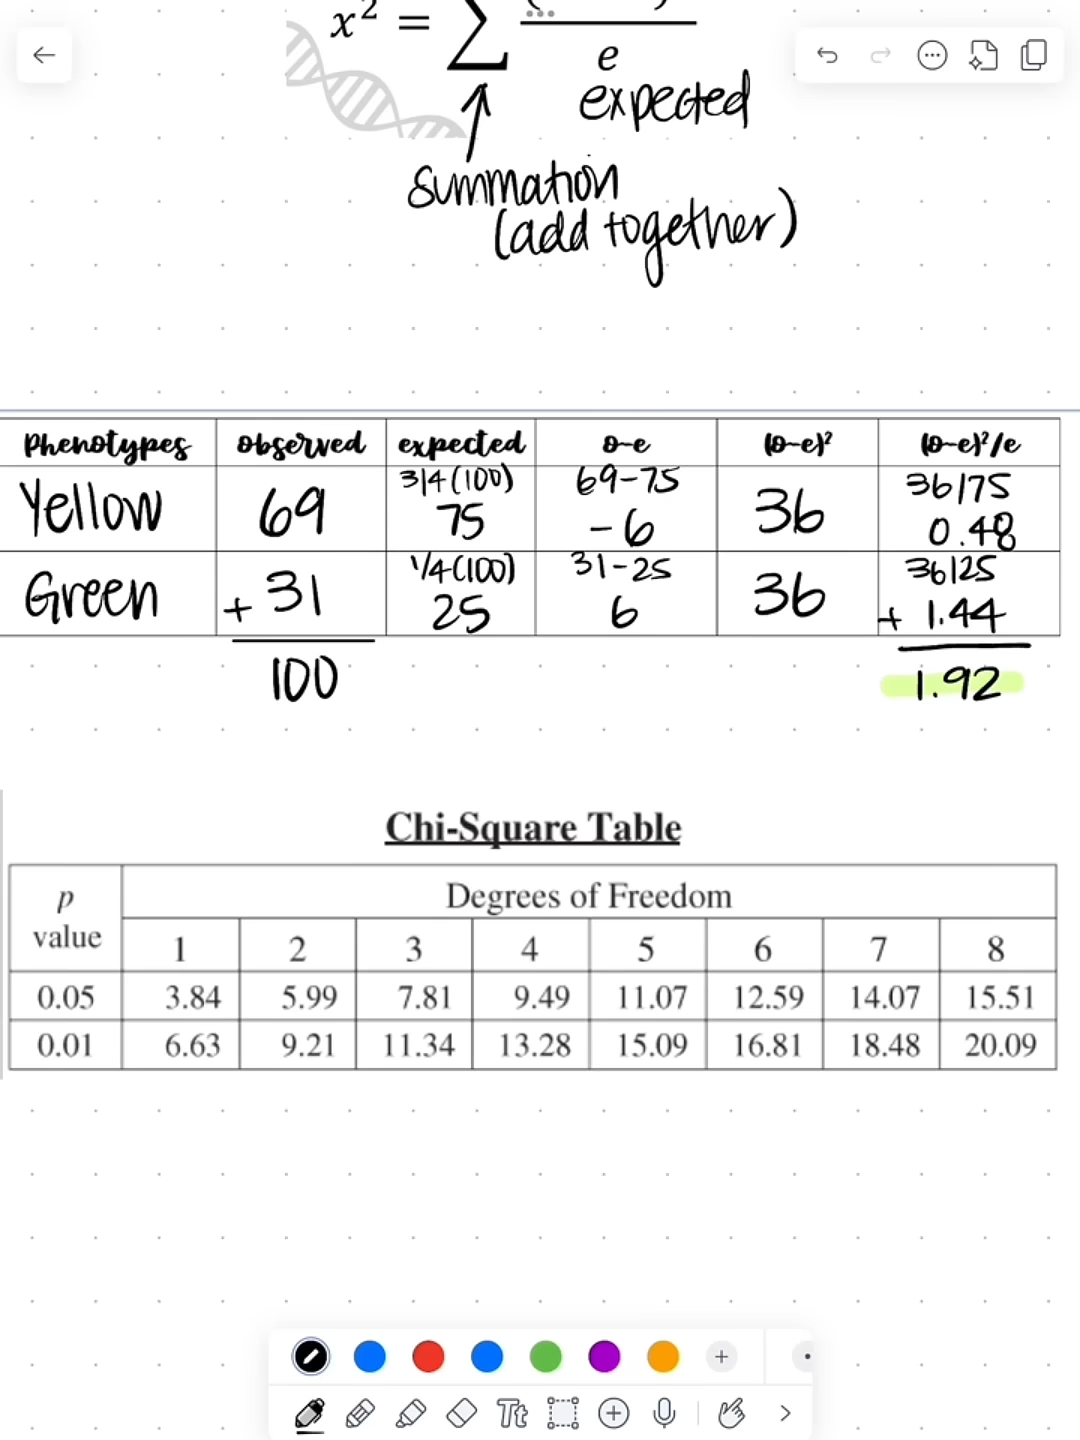 x² = ∑
e
expected
summation
(add together)
Phenotypes observed expected o-e (o-e)² (o-e)²/e
Yellow 69 3/4(100) 75 69-75 -6 36 36/75 0.48
Green + 31 1/4(100) 25 31-25 6 36 36/25 + 1.44
100 1.92
Chi-Square Table
p value Degrees of Freedom
1 2 3 4 5 6 7 8
0.05 3.84 5.99 7.81 9.49 11.07 12.59 14.07 15.51
0.01 6.63 9.21 11.34 13.28 15.09 16.81 18.48 20.09
Tt